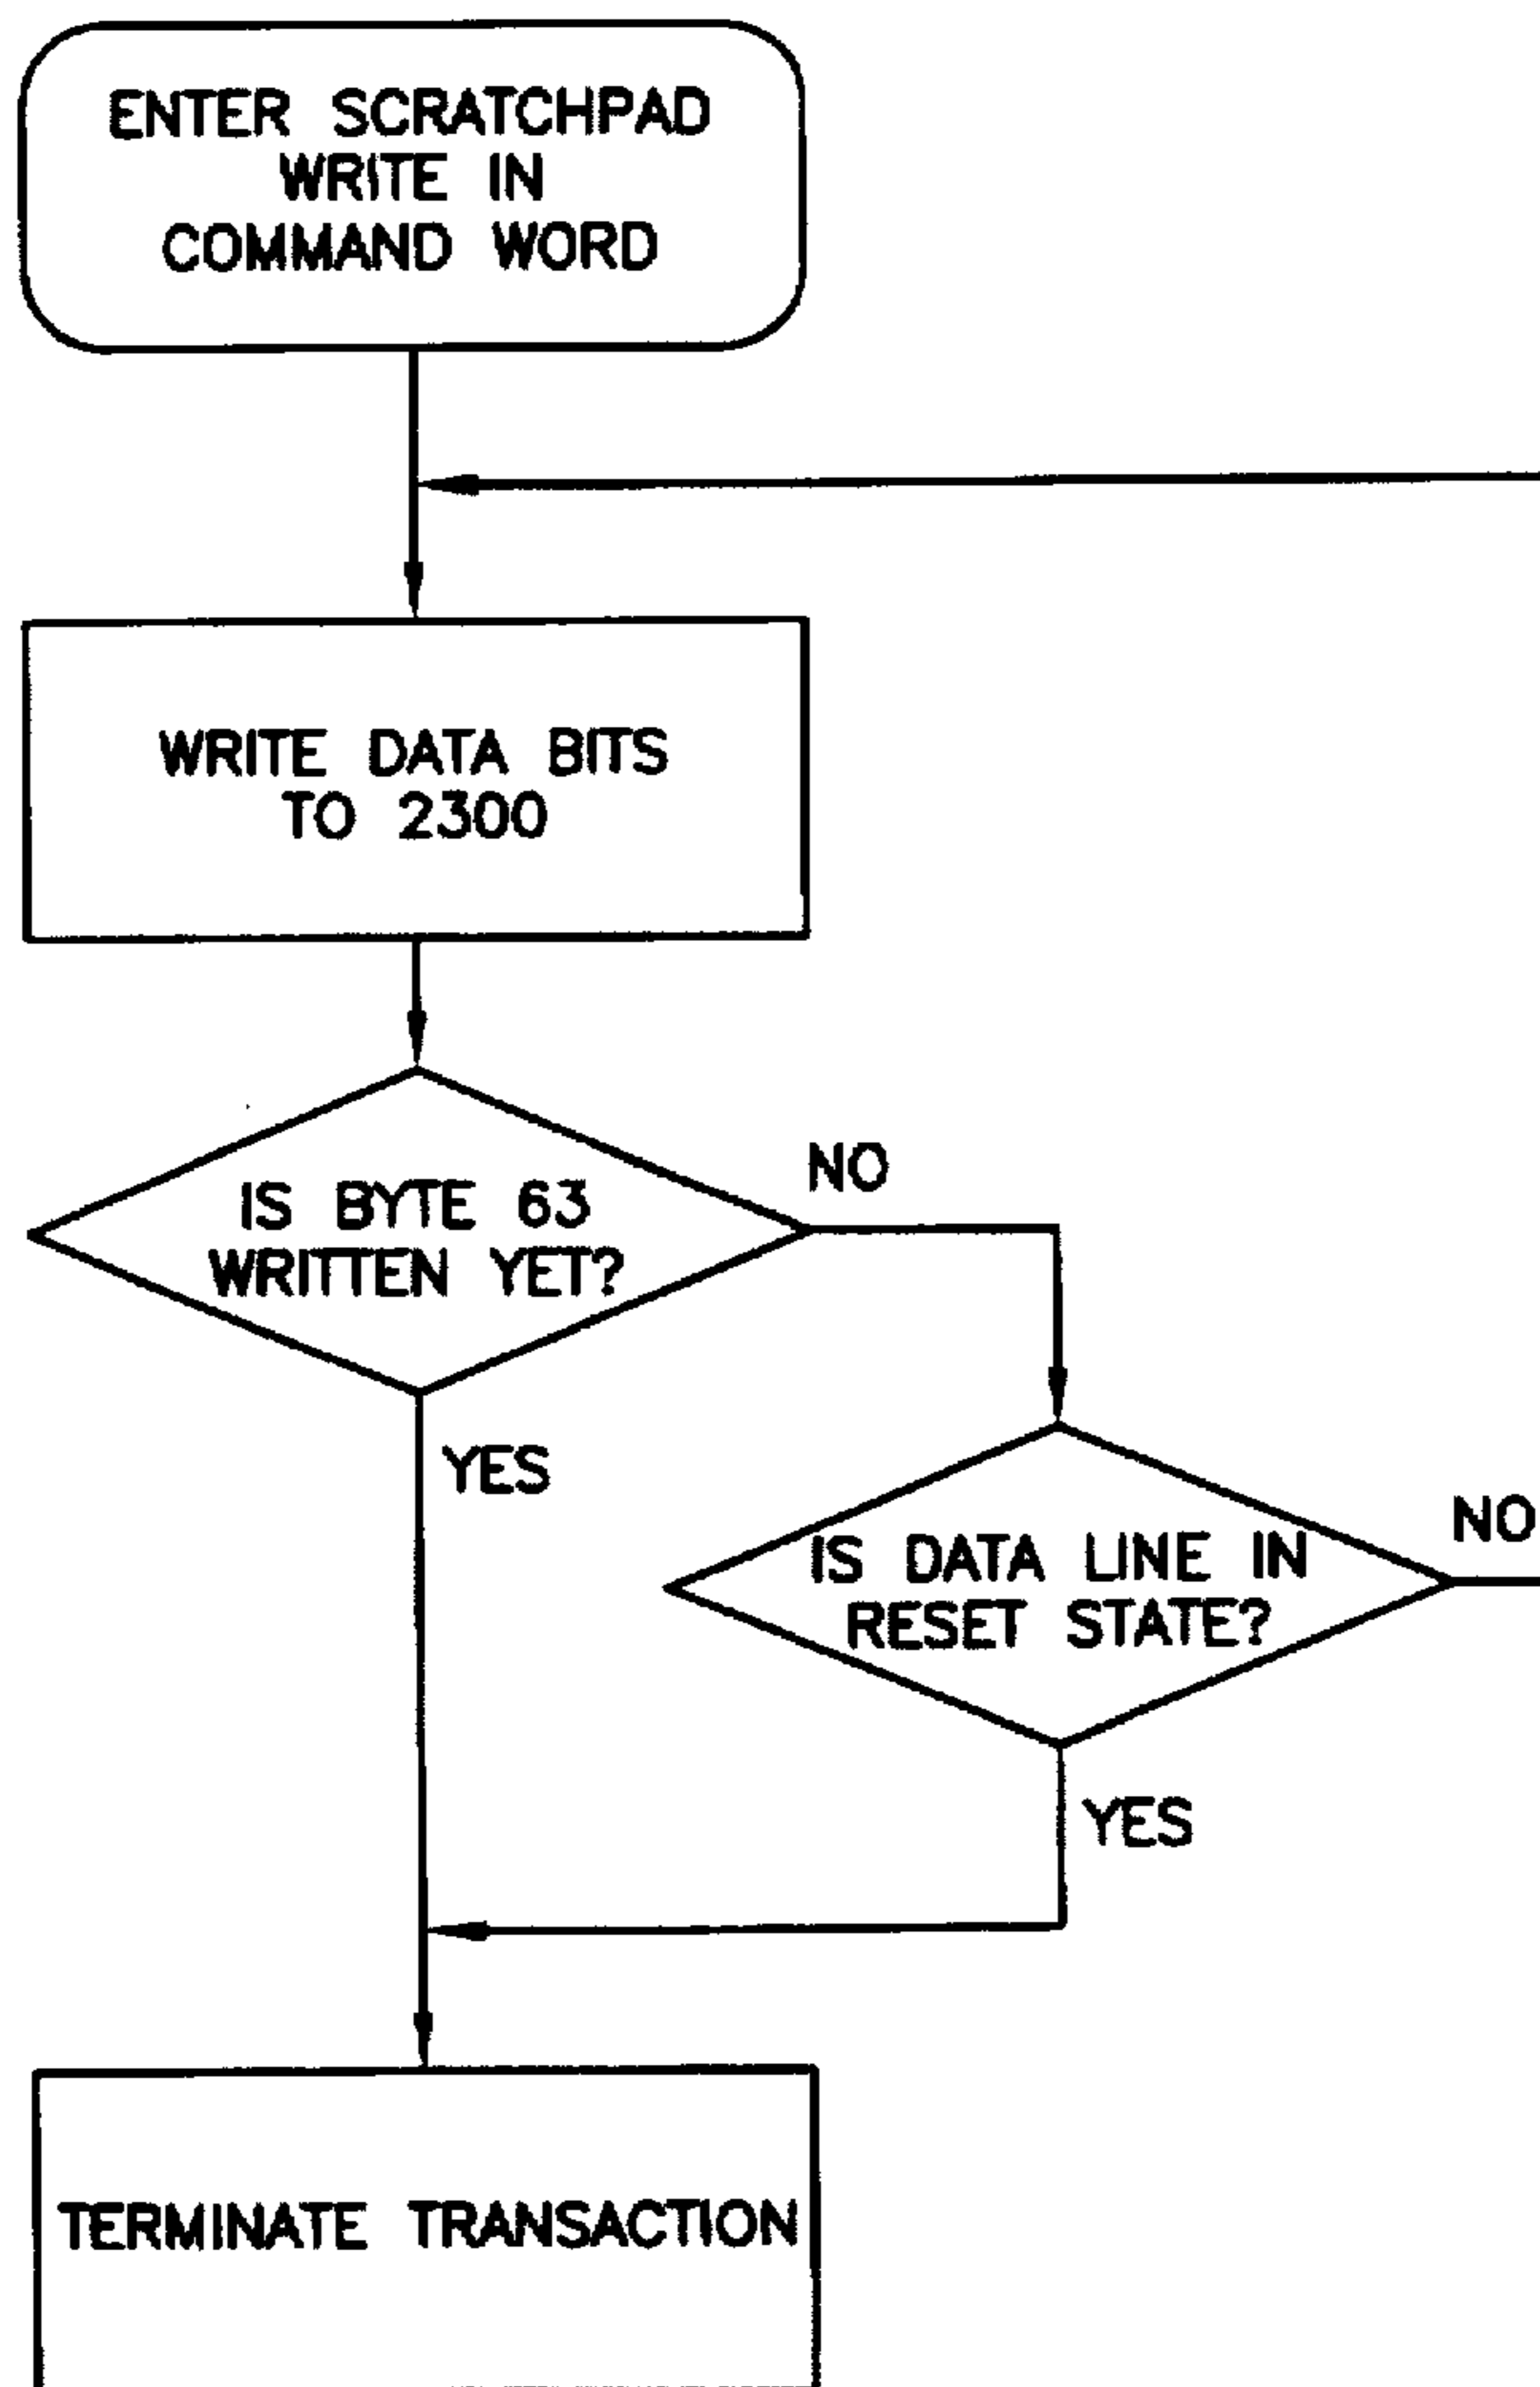 ENTER SCRATCHPAD
WRITE IN
COMMAND WORD
WRITE DATA BITS
TO 2300
IS BYTE 63
WRITTEN YET?
NO
YES
IS DATA LINE IN
RESET STATE?
NO
YES
TERMINATE TRANSACTION